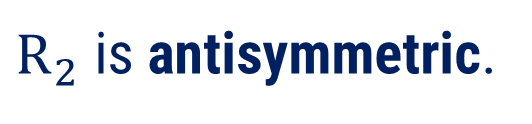 R₂ is antisymmetric.